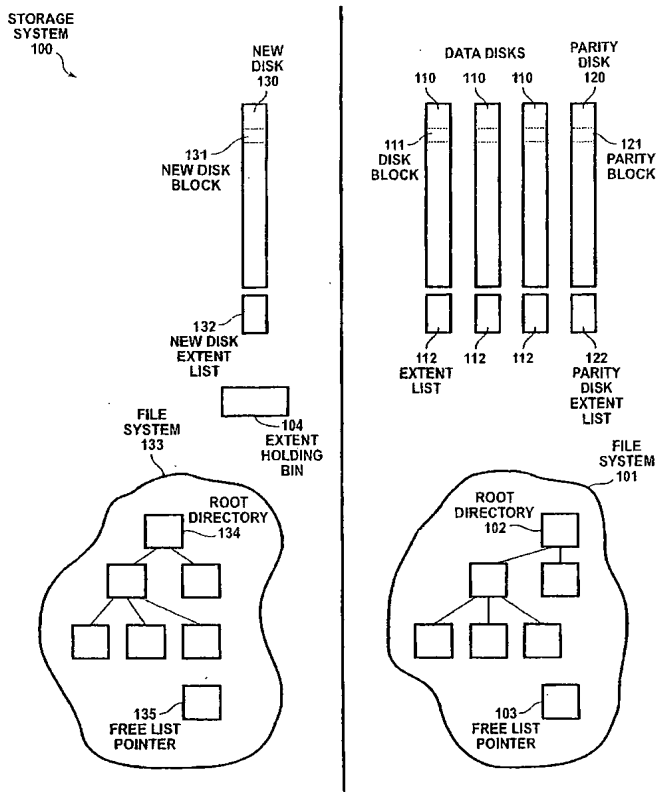 STORAGE
SYSTEM
100
NEW
DISK
130
131
NEW DISK
BLOCK
132
NEW DISK
EXTENT
LIST
104
EXTENT
HOLDING
BIN
FILE
SYSTEM
133
ROOT
DIRECTORY
134
135
FREE LIST
POINTER
DATA DISKS
110
110
110
PARITY
DISK
120
111
DISK
BLOCK
121
PARITY
BLOCK
112
EXTENT
LIST
112
112
122
PARITY
DISK
EXTENT
LIST
FILE
SYSTEM
101
ROOT
DIRECTORY
102
103
FREE LIST
POINTER